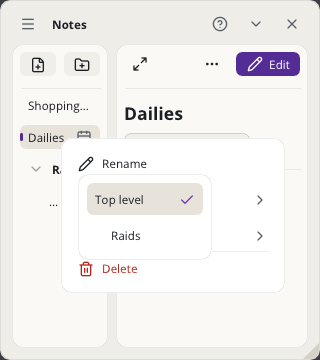 Notes
Edit
Shopping...
Dailies
Dailies
Rename
Top level
Raids
...
Delete